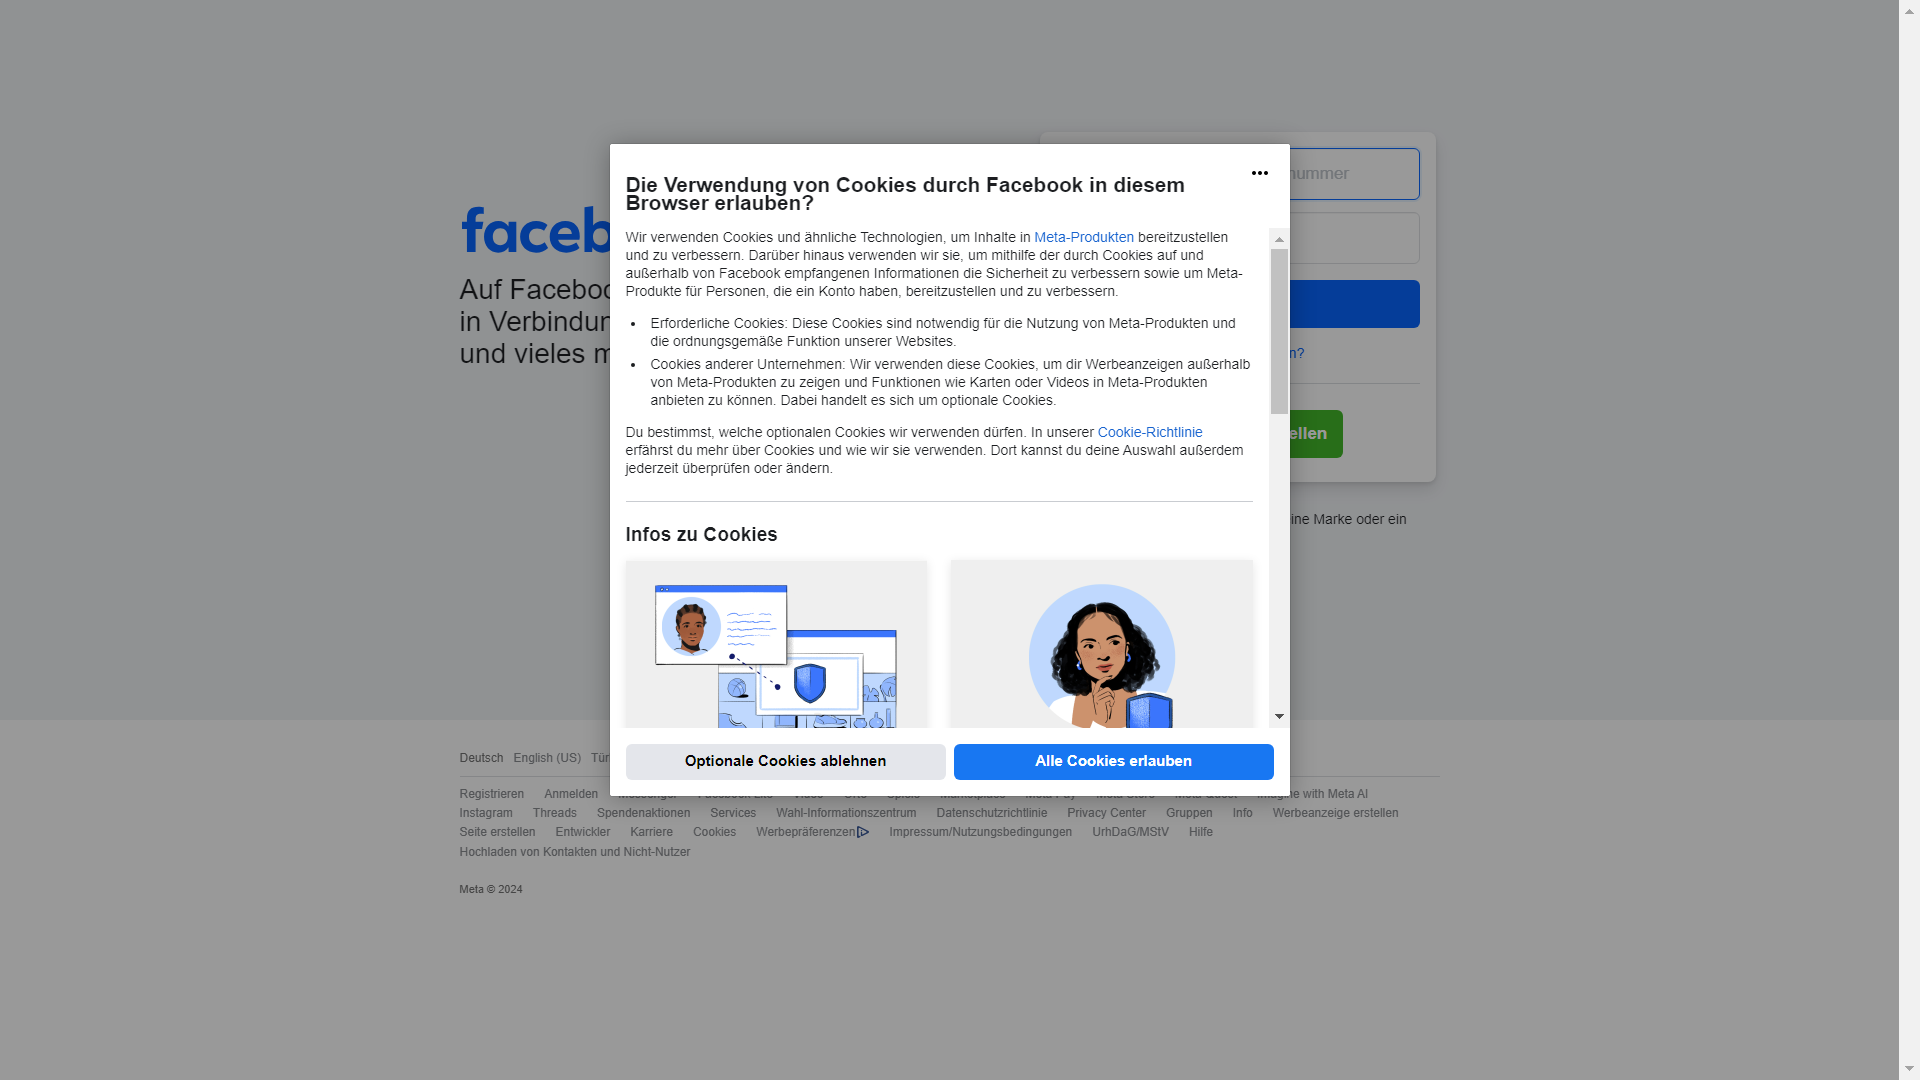 Die Verwendung von Cookies durch Facebook in diesem
Browser erlauben?
Wir verwenden Cookies und ähnliche Technologien, um Inhalte in Meta-Produkten bereitzustellen
und zu verbessern. Darüber hinaus verwenden wir sie, um mithilfe der durch Cookies auf und
außerhalb von Facebook empfangenen Informationen die Sicherheit zu verbessern sowie um Meta-
Produkte für Personen, die ein Konto haben, bereitzustellen und zu verbessern.
• Erforderliche Cookies: Diese Cookies sind notwendig für die Nutzung von Meta-Produkten und
die ordnungsgemäße Funktion unserer Websites.
• Cookies anderer Unternehmen: Wir verwenden diese Cookies, um dir Werbeanzeigen außerhalb
von Meta-Produkten zu zeigen und Funktionen wie Karten oder Videos in Meta-Produkten
anbieten zu können. Dabei handelt es sich um optionale Cookies.
Du bestimmst, welche optionalen Cookies wir verwenden dürfen. In unserer Cookie-Richtlinie
erfährst du mehr über Cookies und wie wir sie verwenden. Dort kannst du deine Auswahl außerdem
jederzeit überprüfen oder ändern.
Infos zu Cookies
Optionale Cookies ablehnen
Alle Cookies erlauben
faceb
Auf Faceboo
in Verbindun
und vieles m
nummer
n?
ellen
ine Marke oder ein
Deutsch English (US) Tür
Registrieren Anmelden with Meta AI
Instagram Threads Spendenaktionen Services Wahl-Informationszentrum Datenschutzrichtlinie Privacy Center Gruppen Info Werbeanzeige erstellen
Seite erstellen Entwickler Karriere Cookies Werbepräferenzen Impressum/Nutzungsbedingungen UrhDaG/MStV Hilfe
Hochladen von Kontakten und Nicht-Nutzer
Meta © 2024